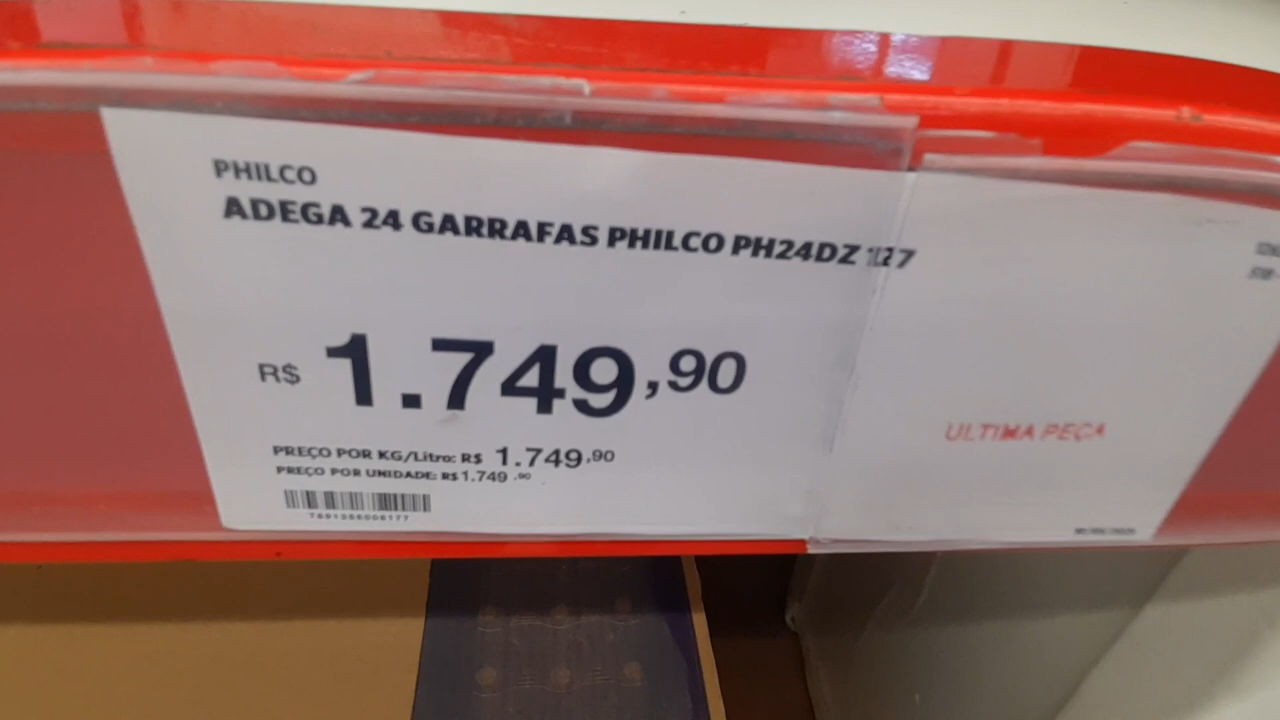 PHILCO
ADEGA 24 GARRAFAS PHILCO PH24DZ 127
R$ 1.749,90
PREÇO POR KG/Litro: R$ 1.749,90
PREÇO POR UNIDADE: R$ 1.749,90
ULTIMA PEÇA